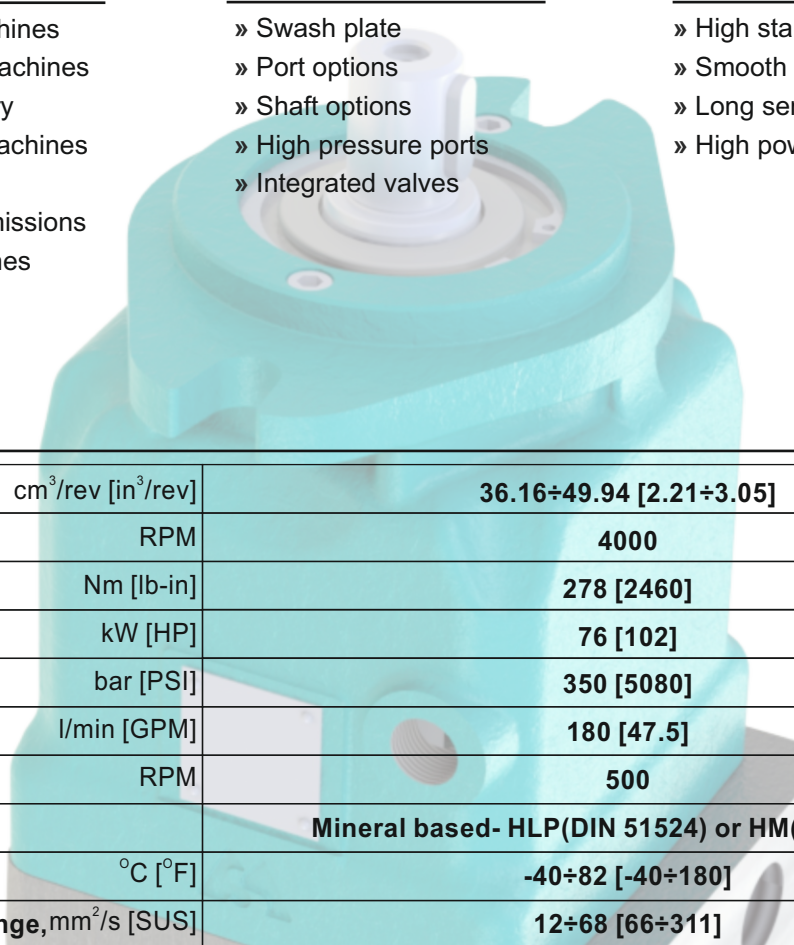 hines
achines
ry
achines
nissions
nes
» Swash plate
» Port options
» Shaft options
» High pressure ports
» Integrated valves
» High sta
» Smooth
» Long ser
» High pow
cm³/rev [in³/rev] 36.16÷49.94 [2.21÷3.05]
RPM 4000
Nm [lb-in] 278 [2460]
kW [HP] 76 [102]
bar [PSI] 350 [5080]
l/min [GPM] 180 [47.5]
RPM 500
Mineral based- HLP(DIN 51524) or HM(
°C [°F] -40÷82 [-40÷180]
nge, mm²/s [SUS] 12÷68 [66÷311]